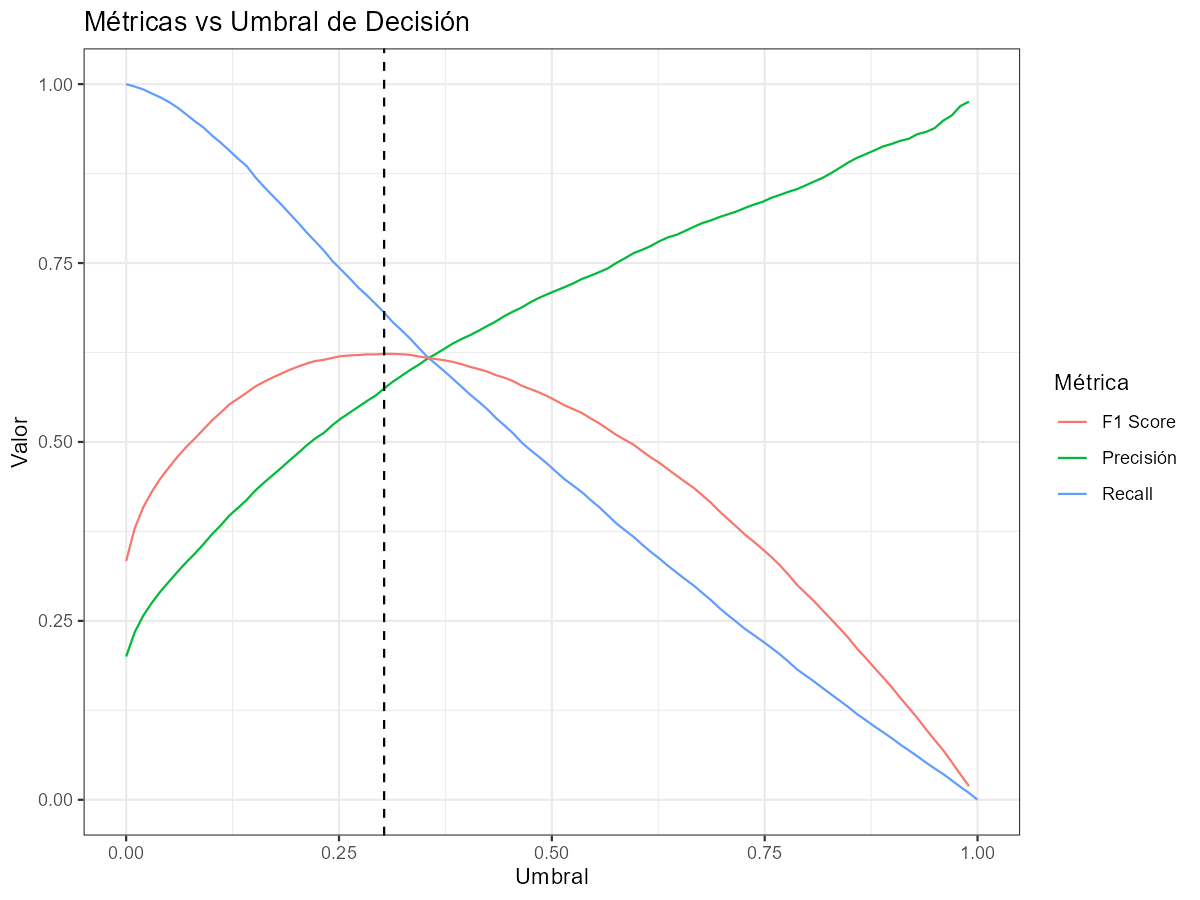 Métricas vs Umbral de Decisión
1.00
0.75
0.50
0.25
0.00
Valor
0.00 0.25 0.50 0.75 1.00
Umbral
Métrica
F1 Score
Precisión
Recall